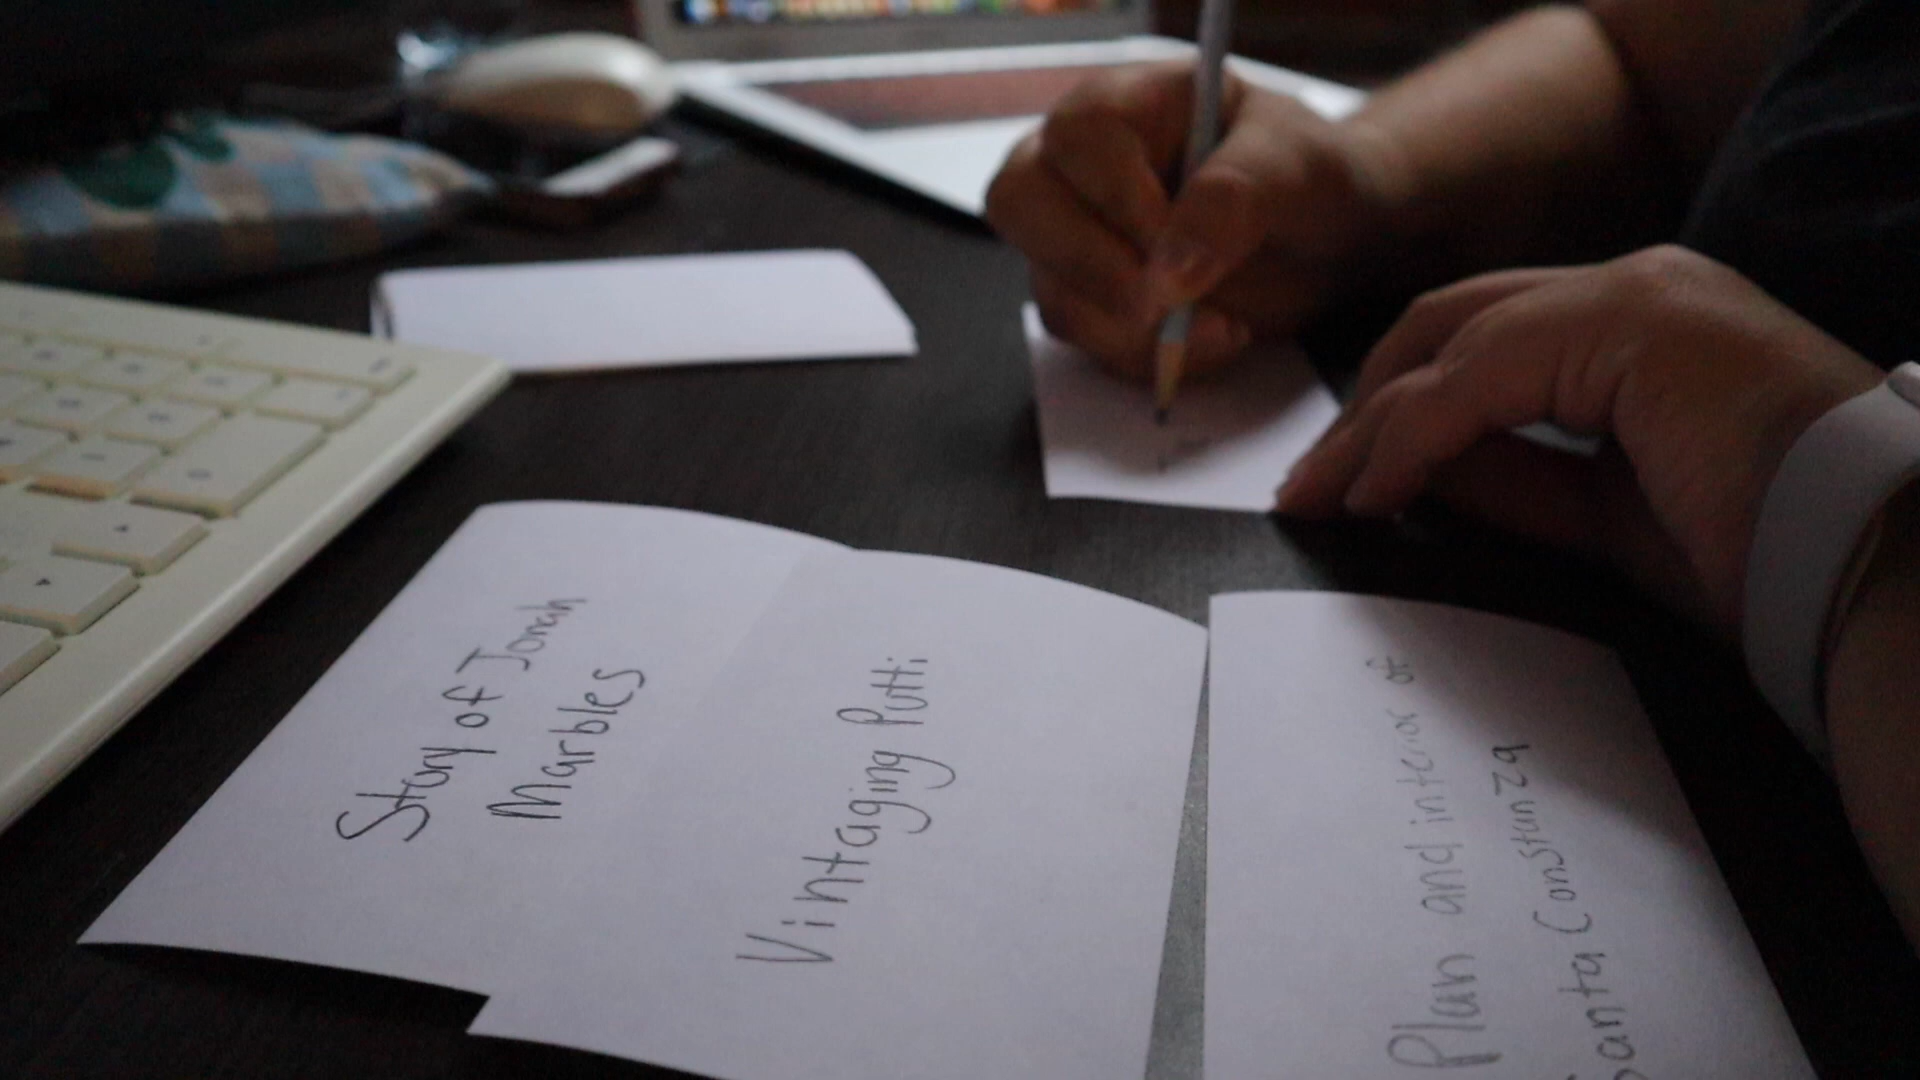 Story of Jonah
Marbles
Vintaging Putti
Plan and interior of
Santa Constanza